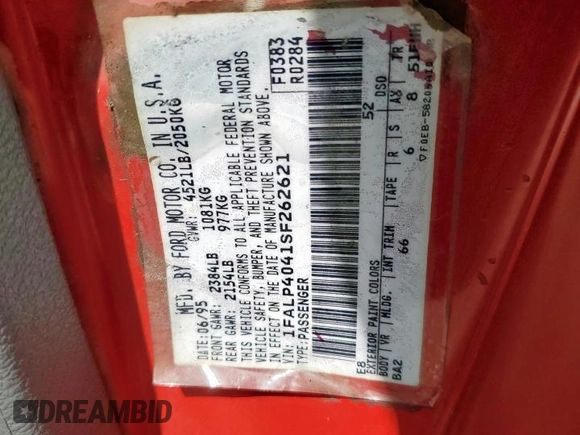 MFD. BY FORD MOTOR CO. IN U.S.A.
DATE: 06/95 GVWR: 4521LB/2050KG
FRONT GAWR: 2384LB 1081KG
REAR GAWR: 2154LB 977KG
THIS VEHICLE CONFORMS TO ALL APPLICABLE FEDERAL MOTOR
VEHICLE SAFETY, BUMPER, AND THEFT PREVENTION STANDARDS
IN EFFECT ON THE DATE OF MANUFACTURE SHOWN ABOVE.
VIN: 1FALP4041SF262621 F0383
TYPE: PASSENGER R0284
E8 52
EXTERIOR PAINT COLORS DSO
BODY VR MLDG. INT TRIM TAPE R S AX TR
BA2 66 6 8
DREAMBID